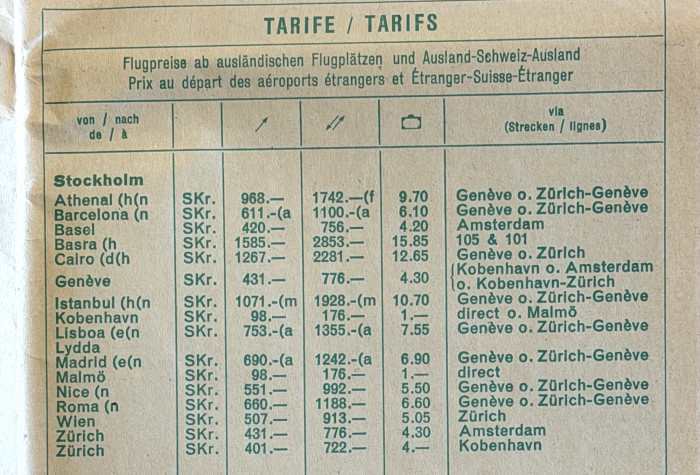 TARIFE / TARIFS
Flugpreise ab ausländischen Flugplätzen und Ausland-Schweiz-Ausland
Prix au départ des aéroports étrangers et Étranger-Suisse-Étranger
von / nach
de / à
via
(Strecken / lignes)
Stockholm
Athenal (h(n SKr. 968.— 1742.—(f 9.70 Genève o. Zürich-Genève
Barcelona (n SKr. 611.-(a 1100.-(a 6.10 Genève o. Zürich-Genève
Basel SKr. 420.— 756.— 4.20 Amsterdam
Basra (h SKr. 1585.— 2853.— 15.85 105 & 101
Cairo (d(h SKr. 1267.— 2281.— 12.65 Genève o. Zürich
Genève SKr. 431.— 776.— 4.30 (Kobenhavn o. Amsterdam
o. Kobenhavn-Zürich
Istanbul (h(n SKr. 1071.-(m 1928.-(m 10.70 Genève o. Zürich-Genève
Kobenhavn SKr. 98.— 176.— 1.— direct o. Malmö
Lisboa (e(n SKr. 753.-(a 1355.-(a 7.55 Genève o. Zürich-Genève
Lydda
Madrid (e(n SKr. 690.-(a 1242.-(a 6.90 Genève o. Zürich-Genève
Malmö SKr. 98.— 176.— 1.— direct
Nice (n SKr. 551.— 992.— 5.50 Genève o. Zürich-Genève
Roma (n SKr. 660.— 1188.— 6.60 Genève o. Zürich-Genève
Wien SKr. 507.— 913.— 5.05 Zürich
Zürich SKr. 431.— 776.— 4.30 Amsterdam
Zürich SKr. 401.— 722.— 4.— Kobenhavn